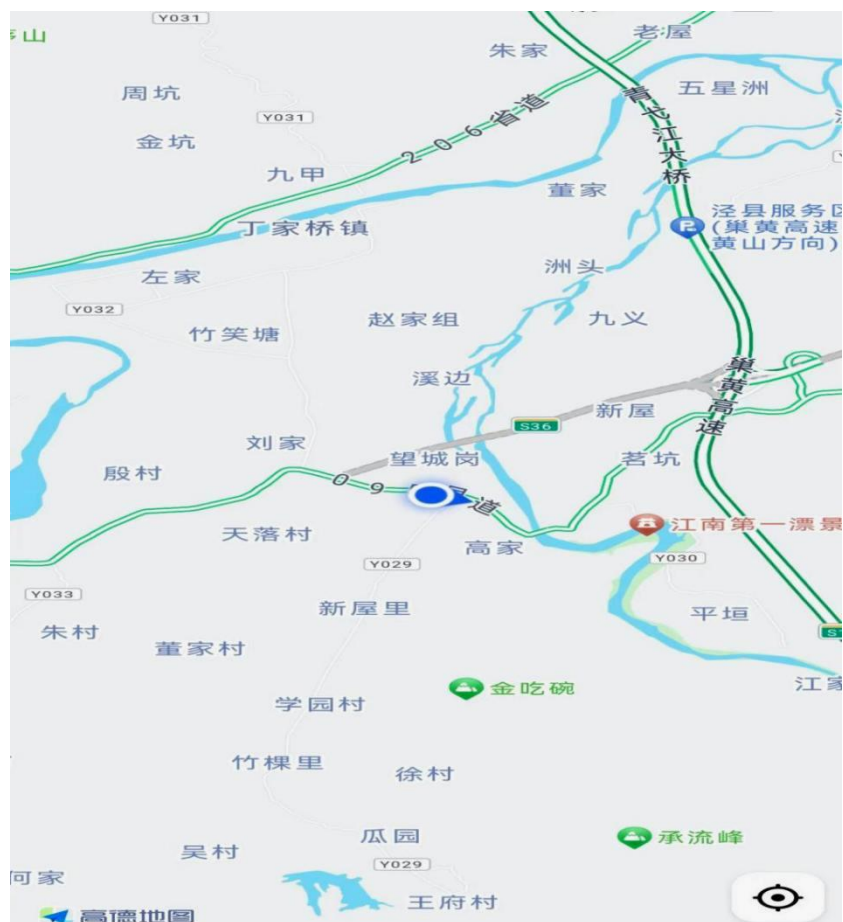 Y031
老屋
山
朱家
周坑
五星洲
Y031
青弋江大桥
206省道
金坑
九甲
董家
泾县服务区
(巢黄高速
黄山方向)
丁家桥镇
洲头
左家
Y032
赵家组
九义
竹笑塘
溪边
巢黄高速
新屋
S36
刘家
望城岗
茗坑
殷村
09
道
天落村
高家
江南第一漂景
Y029
Y030
Y033
新屋里
平垣
朱村
董家村
金吃碗
江家
学园村
竹棵里
徐村
瓜园
承流峰
吴村
Y029
何家
王府村
高德地图